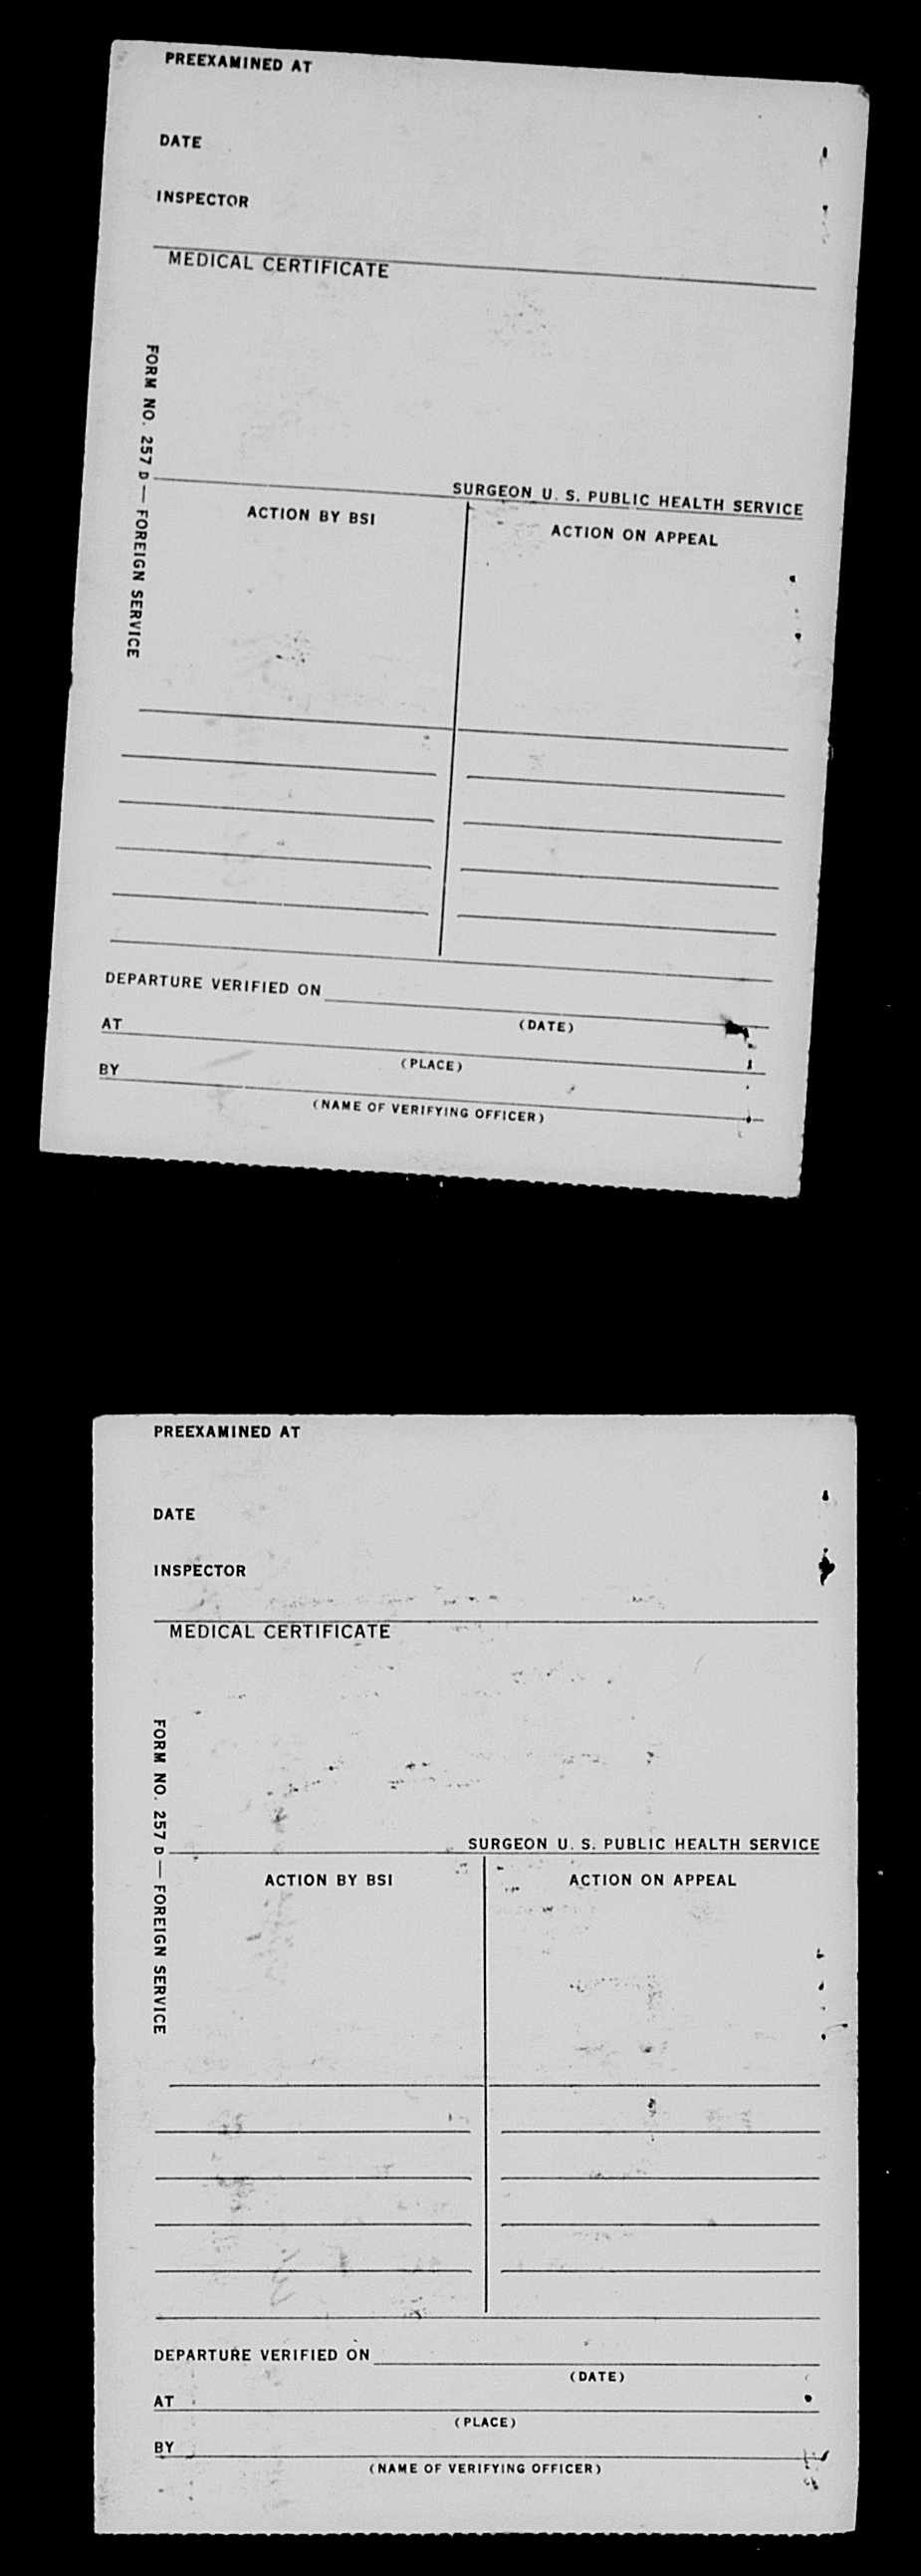 PREEXAMINED AT
DATE
INSPECTOR
MEDICAL CERTIFICATE
FORM NO. 257 D — FOREIGN SERVICE
SURGEON U. S. PUBLIC HEALTH SERVICE
ACTION BY BSI
ACTION ON APPEAL
DEPARTURE VERIFIED ON
(DATE)
AT
(PLACE)
BY
(NAME OF VERIFYING OFFICER)
PREEXAMINED AT
DATE
INSPECTOR
MEDICAL CERTIFICATE
FORM NO. 257 D — FOREIGN SERVICE
SURGEON U. S. PUBLIC HEALTH SERVICE
ACTION BY BSI
ACTION ON APPEAL
DEPARTURE VERIFIED ON
(DATE)
AT
(PLACE)
BY
(NAME OF VERIFYING OFFICER)